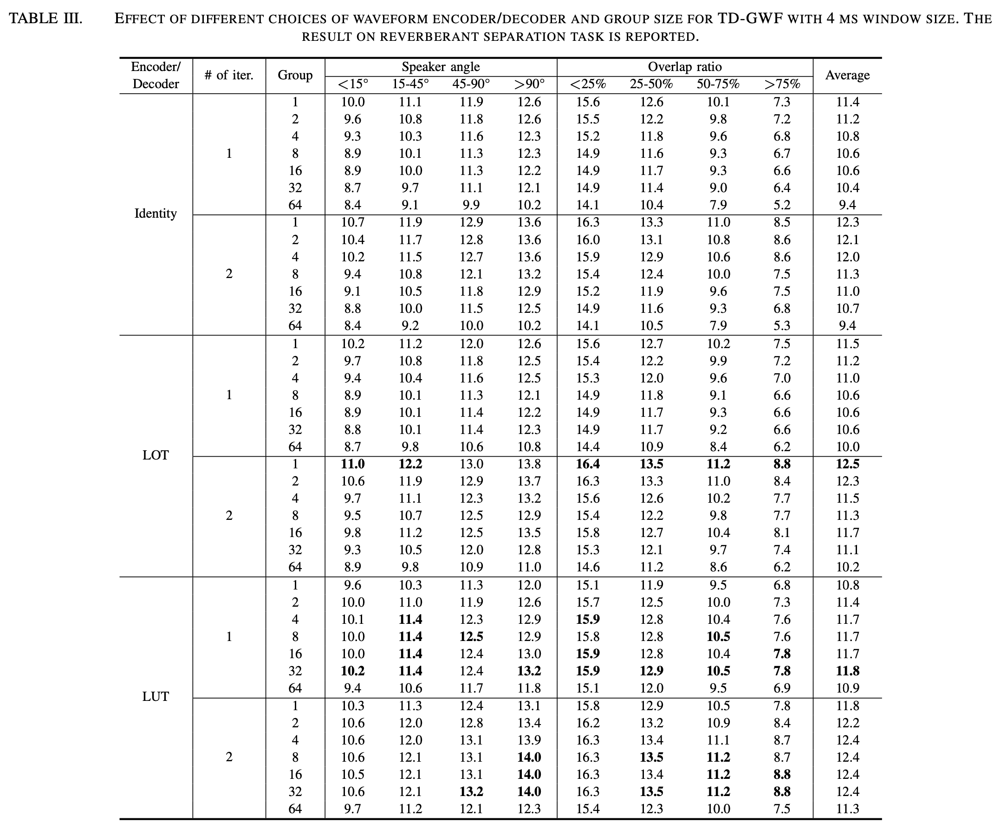 TABLE III. EFFECT OF DIFFERENT CHOICES OF WAVEFORM ENCODER/DECODER AND GROUP SIZE FOR TD-GWF WITH 4 MS WINDOW SIZE. THE
RESULT ON REVERBERANT SEPARATION TASK IS REPORTED.
Encoder/ Decoder # of iter. Group Speaker angle Overlap ratio Average
<15° 15-45° 45-90° >90° <25% 25-50% 50-75% >75%
Identity
1
1 10.0 11.1 11.9 12.6 15.6 12.6 10.1 7.3 11.4
2 9.6 10.8 11.8 12.6 15.5 12.2 9.8 7.2 11.2
4 9.3 10.3 11.6 12.3 15.2 11.8 9.6 6.8 10.8
8 8.9 10.1 11.3 12.3 14.9 11.6 9.3 6.7 10.6
16 8.9 10.0 11.3 12.2 14.9 11.7 9.3 6.6 10.6
32 8.7 9.7 11.1 12.1 14.9 11.4 9.0 6.4 10.4
64 8.4 9.1 9.9 10.2 14.1 10.4 7.9 5.2 9.4
2
1 10.7 11.9 12.9 13.6 16.3 13.3 11.0 8.5 12.3
2 10.4 11.7 12.8 13.6 16.0 13.1 10.8 8.6 12.1
4 10.2 11.5 12.7 13.6 15.9 12.9 10.6 8.6 12.0
8 9.4 10.8 12.1 13.2 15.4 12.4 10.0 7.5 11.3
16 9.1 10.5 11.8 12.9 15.2 11.9 9.6 7.5 11.0
32 8.8 10.0 11.5 12.5 14.9 11.6 9.3 6.8 10.7
64 8.4 9.2 10.0 10.2 14.1 10.5 7.9 5.3 9.4
LOT
1
1 10.2 11.2 12.0 12.6 15.6 12.7 10.2 7.5 11.5
2 9.7 10.8 11.8 12.5 15.4 12.2 9.9 7.2 11.2
4 9.4 10.4 11.6 12.5 15.3 12.0 9.6 7.0 11.0
8 8.9 10.1 11.3 12.1 14.9 11.8 9.1 6.6 10.6
16 8.9 10.1 11.4 12.2 14.9 11.7 9.3 6.6 10.6
32 8.8 10.1 11.4 12.3 14.9 11.7 9.2 6.6 10.6
64 8.7 9.8 10.6 10.8 14.4 10.9 8.4 6.2 10.0
2
1 11.0 12.2 13.0 13.8 16.4 13.5 11.2 8.8 12.5
2 10.6 11.9 12.9 13.7 16.3 13.3 11.0 8.4 12.3
4 9.7 11.1 12.3 13.2 15.6 12.6 10.2 7.7 11.5
8 9.5 10.7 12.5 12.9 15.4 12.2 9.8 7.7 11.3
16 9.8 11.2 12.5 13.5 15.8 12.7 10.4 8.1 11.7
32 9.3 10.5 12.0 12.8 15.3 12.1 9.7 7.4 11.1
64 8.9 9.8 10.9 11.0 14.6 11.2 8.6 6.2 10.2
LUT
1
1 9.6 10.3 11.3 12.0 15.1 11.9 9.5 6.8 10.8
2 10.0 11.0 11.9 12.6 15.7 12.5 10.0 7.3 11.4
4 10.1 11.4 12.3 12.9 15.9 12.8 10.4 7.6 11.7
8 10.0 11.4 12.5 12.9 15.8 12.8 10.5 7.6 11.7
16 10.0 11.4 12.4 13.0 15.9 12.8 10.4 7.8 11.7
32 10.2 11.4 12.4 13.2 15.9 12.9 10.5 7.8 11.8
64 9.4 10.6 11.7 11.8 15.1 12.0 9.5 6.9 10.9
2
1 10.3 11.3 12.4 13.1 15.8 12.9 10.5 7.8 11.8
2 10.6 12.0 12.8 13.4 16.2 13.2 10.9 8.4 12.2
4 10.6 12.0 13.1 13.9 16.3 13.4 11.1 8.7 12.4
8 10.6 12.1 13.1 14.0 16.3 13.5 11.2 8.7 12.4
16 10.5 12.1 13.1 14.0 16.3 13.4 11.2 8.8 12.4
32 10.6 12.1 13.2 14.0 16.3 13.5 11.2 8.8 12.4
64 9.7 11.2 12.1 12.3 15.4 12.3 10.0 7.5 11.3